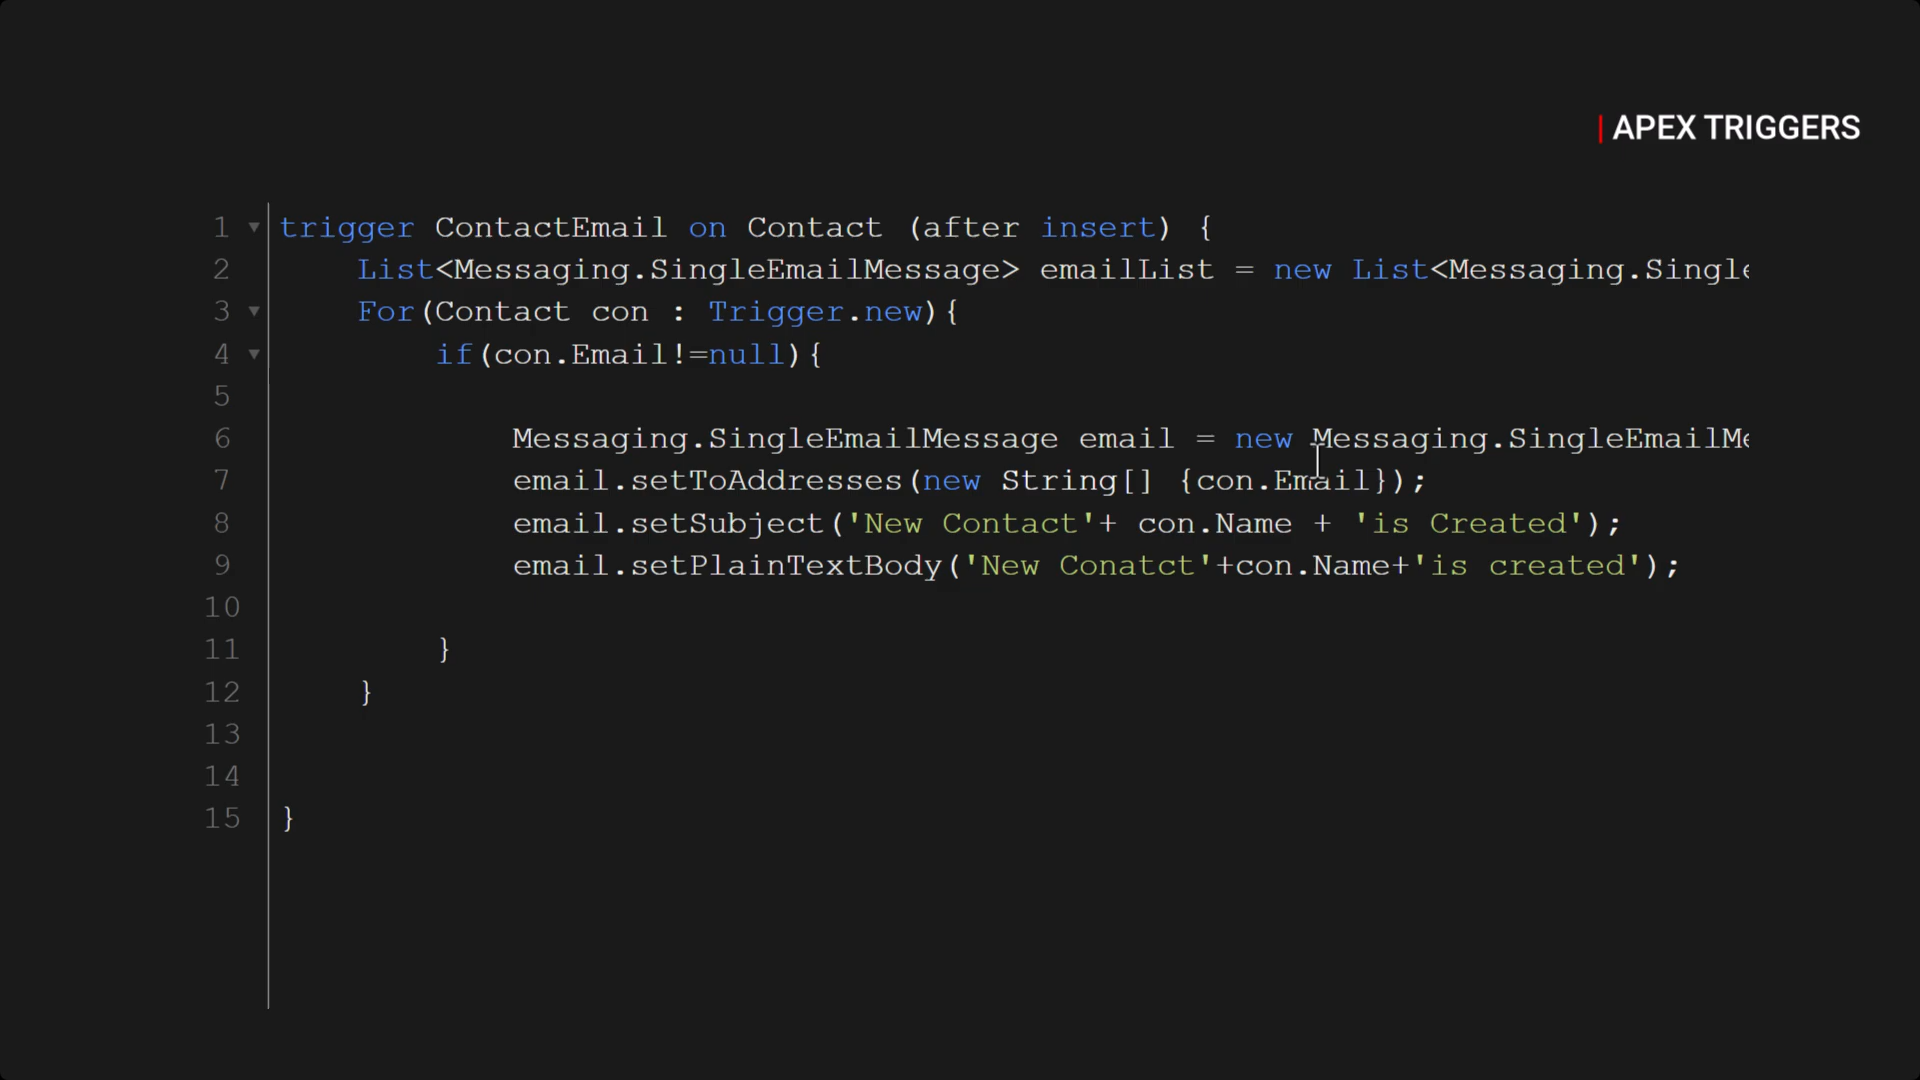 | APEX TRIGGERS
1 trigger ContactEmail on Contact (after insert) {
2 List<Messaging.SingleEmailMessage> emailList = new List<Messaging.Single
3 For(Contact con : Trigger.new){
4 if(con.Email!=null){
5
6 Messaging.SingleEmailMessage email = new Messaging.SingleEmailMe
7 email.setToAddresses(new String[] {con.Email});
8 email.setSubject('New Contact'+ con.Name + 'is Created');
9 email.setPlainTextBody('New Conatct'+con.Name+'is created');
10
11 }
12 }
13
14
15 }